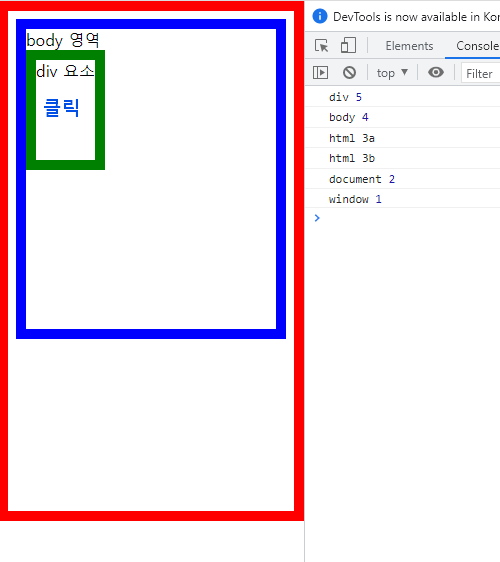 body 영역
div 요소
클릭
DevTools is now available in Kor
Elements Console
top ▼ Filter
div 5
body 4
html 3a
html 3b
document 2
window 1